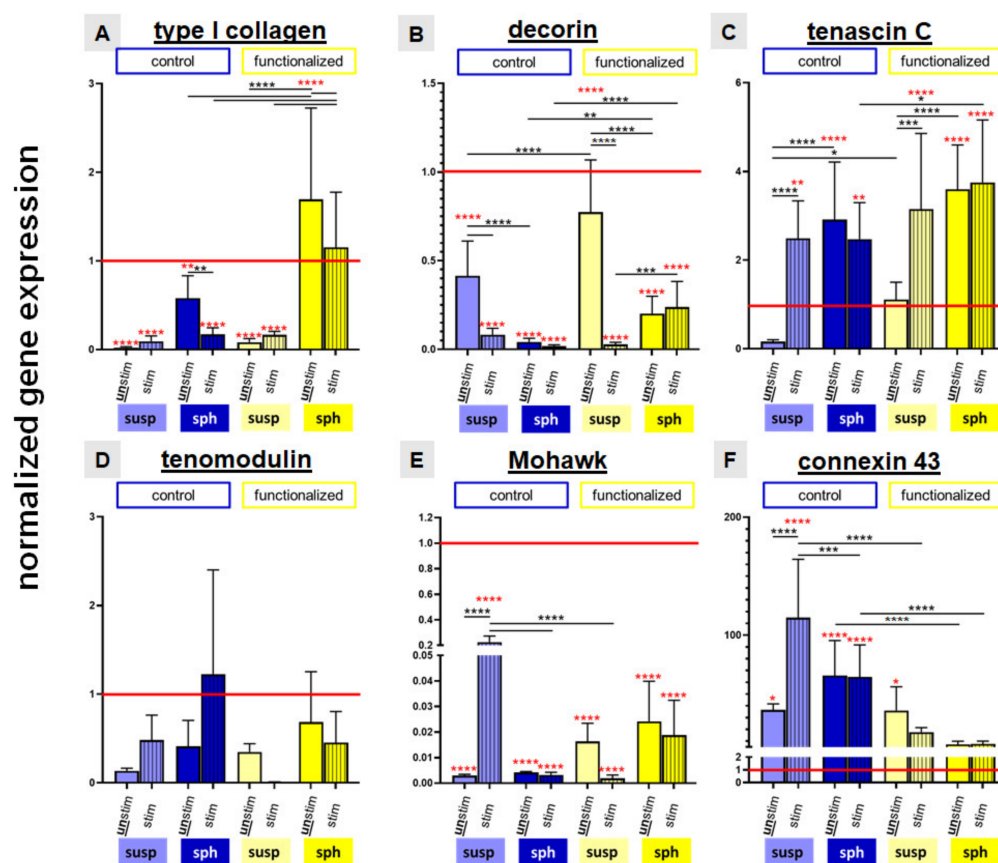 normalized gene expression
A type I collagen
control functionalized
3
2
1
0
**** **** ** ** **** **** **** **** ****
unstim stim unstim stim unstim stim unstim stim
susp sph susp sph
B decorin
control functionalized
1.5
1.0
0.5
0.0
**** **** **** ** **** **** **** **** **** **** **** **** *** **** ****
unstim stim unstim stim unstim stim unstim stim
susp sph susp sph
C tenascin C
control functionalized
6
4
2
0
**** * **** **** *** **** * **** ** **** ** **** ****
unstim stim unstim stim unstim stim unstim stim
susp sph susp sph
D tenomodulin
control functionalized
3
2
1
0
unstim stim unstim stim unstim stim unstim stim
susp sph susp sph
E Mohawk
control functionalized
1.2
1.0
0.8
0.6
0.4
0.2
0.05
0.04
0.03
0.02
0.01
0.00
**** **** **** **** **** **** **** **** **** ****
unstim stim unstim stim unstim stim unstim stim
susp sph susp sph
F connexin 43
control functionalized
200
100
2
1
0
**** **** **** *** **** **** * **** **** *
unstim stim unstim stim unstim stim unstim stim
susp sph susp sph